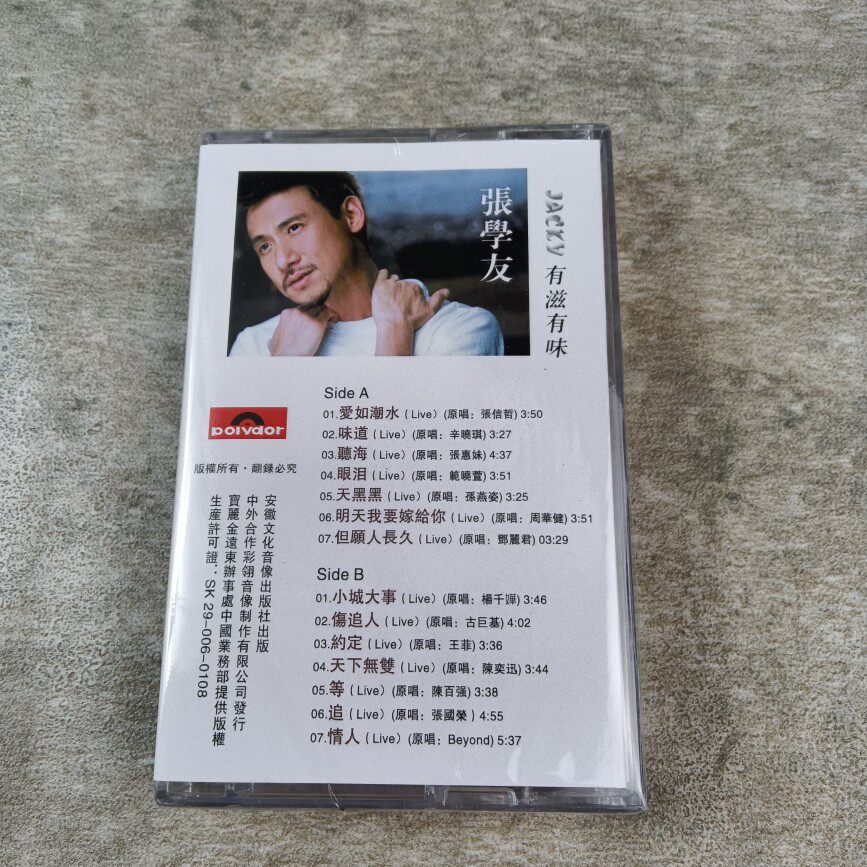 張學友
JACKY 有滋有味
Side A
01.愛如潮水（Live）(原唱：張信哲) 3:50
02.味道（Live）(原唱：辛曉琪) 3:27
03.聽海（Live）(原唱：張惠妹) 4:37
04.眼泪（Live）(原唱：範曉萱) 3:51
05.天黑黑（Live）(原唱：孫燕姿) 3:25
06.明天我要嫁給你（Live）(原唱：周華健) 3:51
07.但願人長久（Live）(原唱：鄧麗君) 03:29
Side B
01.小城大事（Live）(原唱：楊千嬅) 3:46
02.傷追人（Live）(原唱：古巨基) 4:02
03.約定（Live）(原唱：王菲) 3:36
04.天下無雙（Live）(原唱：陳奕迅) 3:44
05.等（Live）(原唱：陳百强) 3:38
06.追（Live）(原唱：張國榮) 4:55
07.情人（Live）(原唱：Beyond) 5:37
polydor
版權所有·翻錄必究
安徽文化音像出版社出版
中外合作彩翎音像制作有限公司發行
寶麗金遠東辦事處中國業務部提供版權
生産許可證：SK 29-006-0108